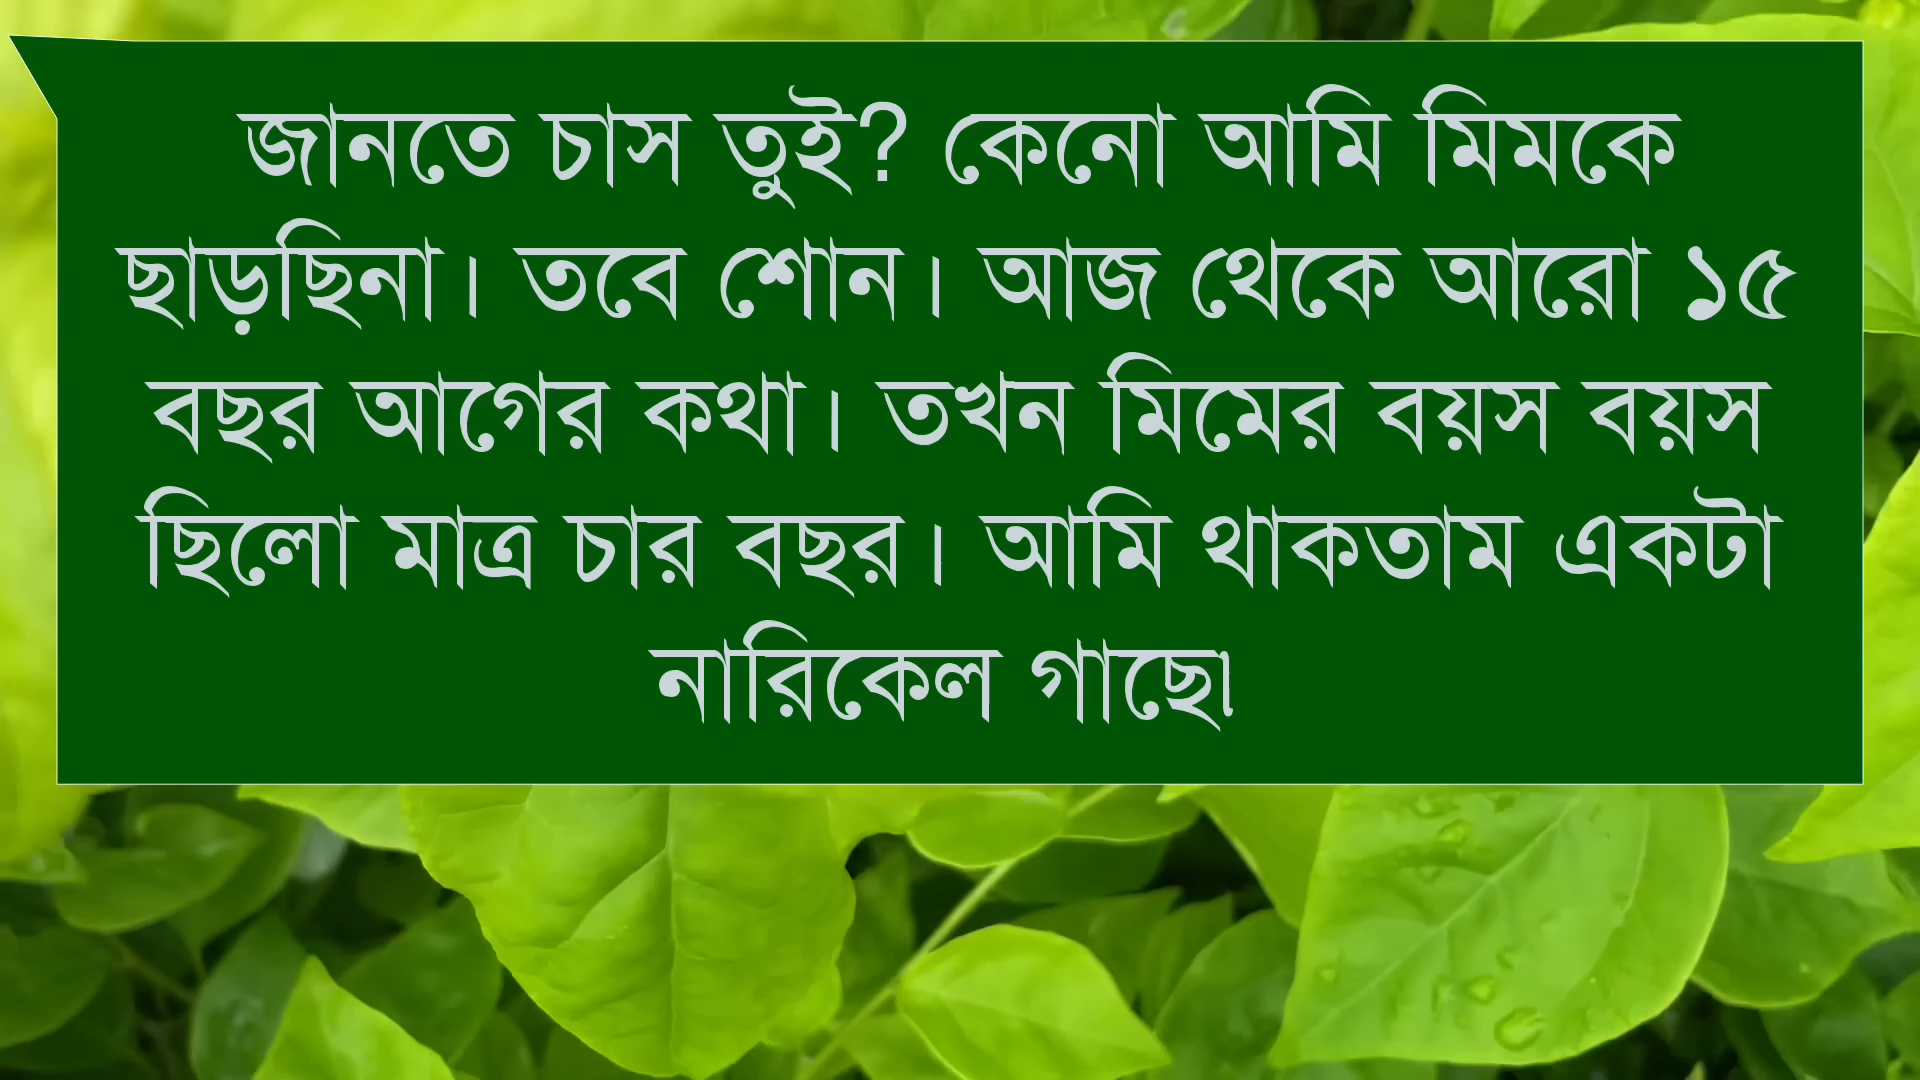 জানতে চাস তুই? কেনো আমি মিমকে
ছাড়ছিনা। তবে শোন। আজ থেকে আরো ১৫
বছর আগের কথা। তখন মিমের বয়স বয়স
ছিলো মাত্র চার বছর। আমি থাকতাম একটা
নারিকেল গাছে৷